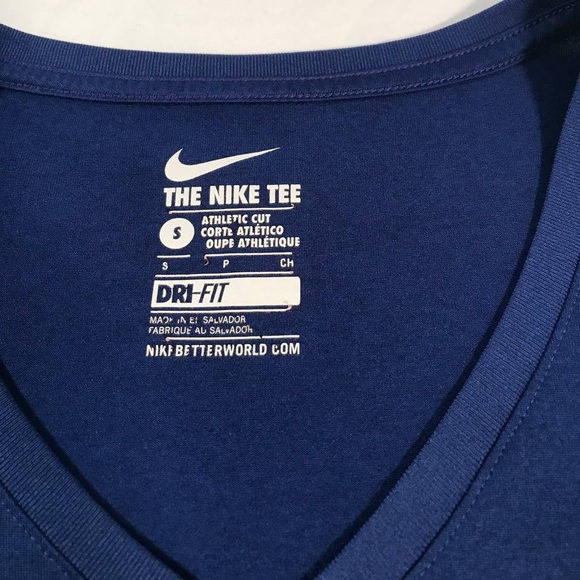 THE NIKE TEE
S
ATHLETIC CUT
CORTE ATLÉTICO
OUPE ATHLÉTIQUE
S P CH
DRI-FIT
MADE IN EL SALVADOR
FABRIQUE AU SALVADOR
NIKEBETTERWORLD COM